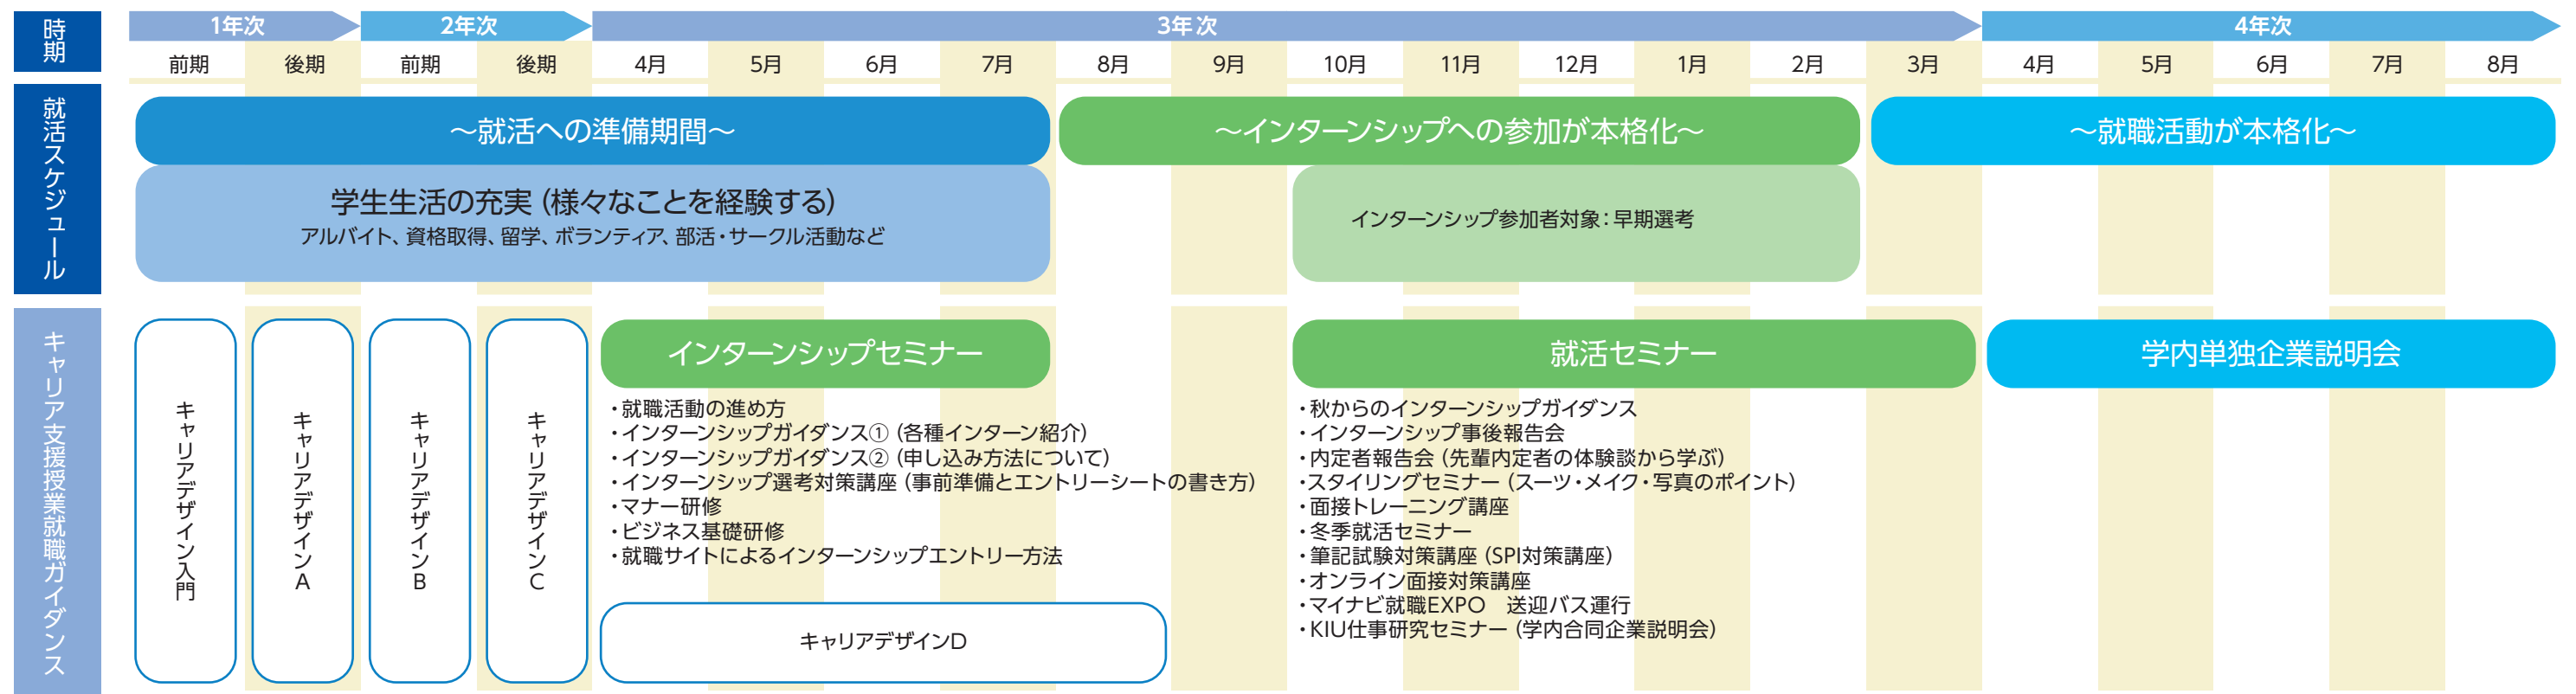 時期
1年次
2年次
3年次
4年次
前期
後期
前期
後期
4月
5月
6月
7月
8月
9月
10月
11月
12月
1月
2月
3月
4月
5月
6月
7月
8月
就活スケジュール
～就活への準備期間～
～インターンシップへの参加が本格化～
～就職活動が本格化～
学生生活の充実（様々なことを経験する）
アルバイト、資格取得、留学、ボランティア、部活・サークル活動など
インターンシップ参加者対象：早期選考
キャリア支援授業就職ガイダンス
キャリアデザイン入門
キャリアデザインA
キャリアデザインB
キャリアデザインC
インターンシップセミナー
・就職活動の進め方
・インターンシップガイダンス①（各種インターン紹介）
・インターンシップガイダンス②（申し込み方法について）
・インターンシップ選考対策講座（事前準備とエントリーシートの書き方）
・マナー研修
・ビジネス基礎研修
・就職サイトによるインターンシップエントリー方法
キャリアデザインD
就活セミナー
・秋からのインターンシップガイダンス
・インターンシップ事後報告会
・内定者報告会（先輩内定者の体験談から学ぶ）
・スタイリングセミナー（スーツ・メイク・写真のポイント）
・面接トレーニング講座
・冬季就活セミナー
・筆記試験対策講座（SPI対策講座）
・オンライン面接対策講座
・マイナビ就職EXPO　送迎バス運行
・KIU仕事研究セミナー（学内合同企業説明会）
学内単独企業説明会